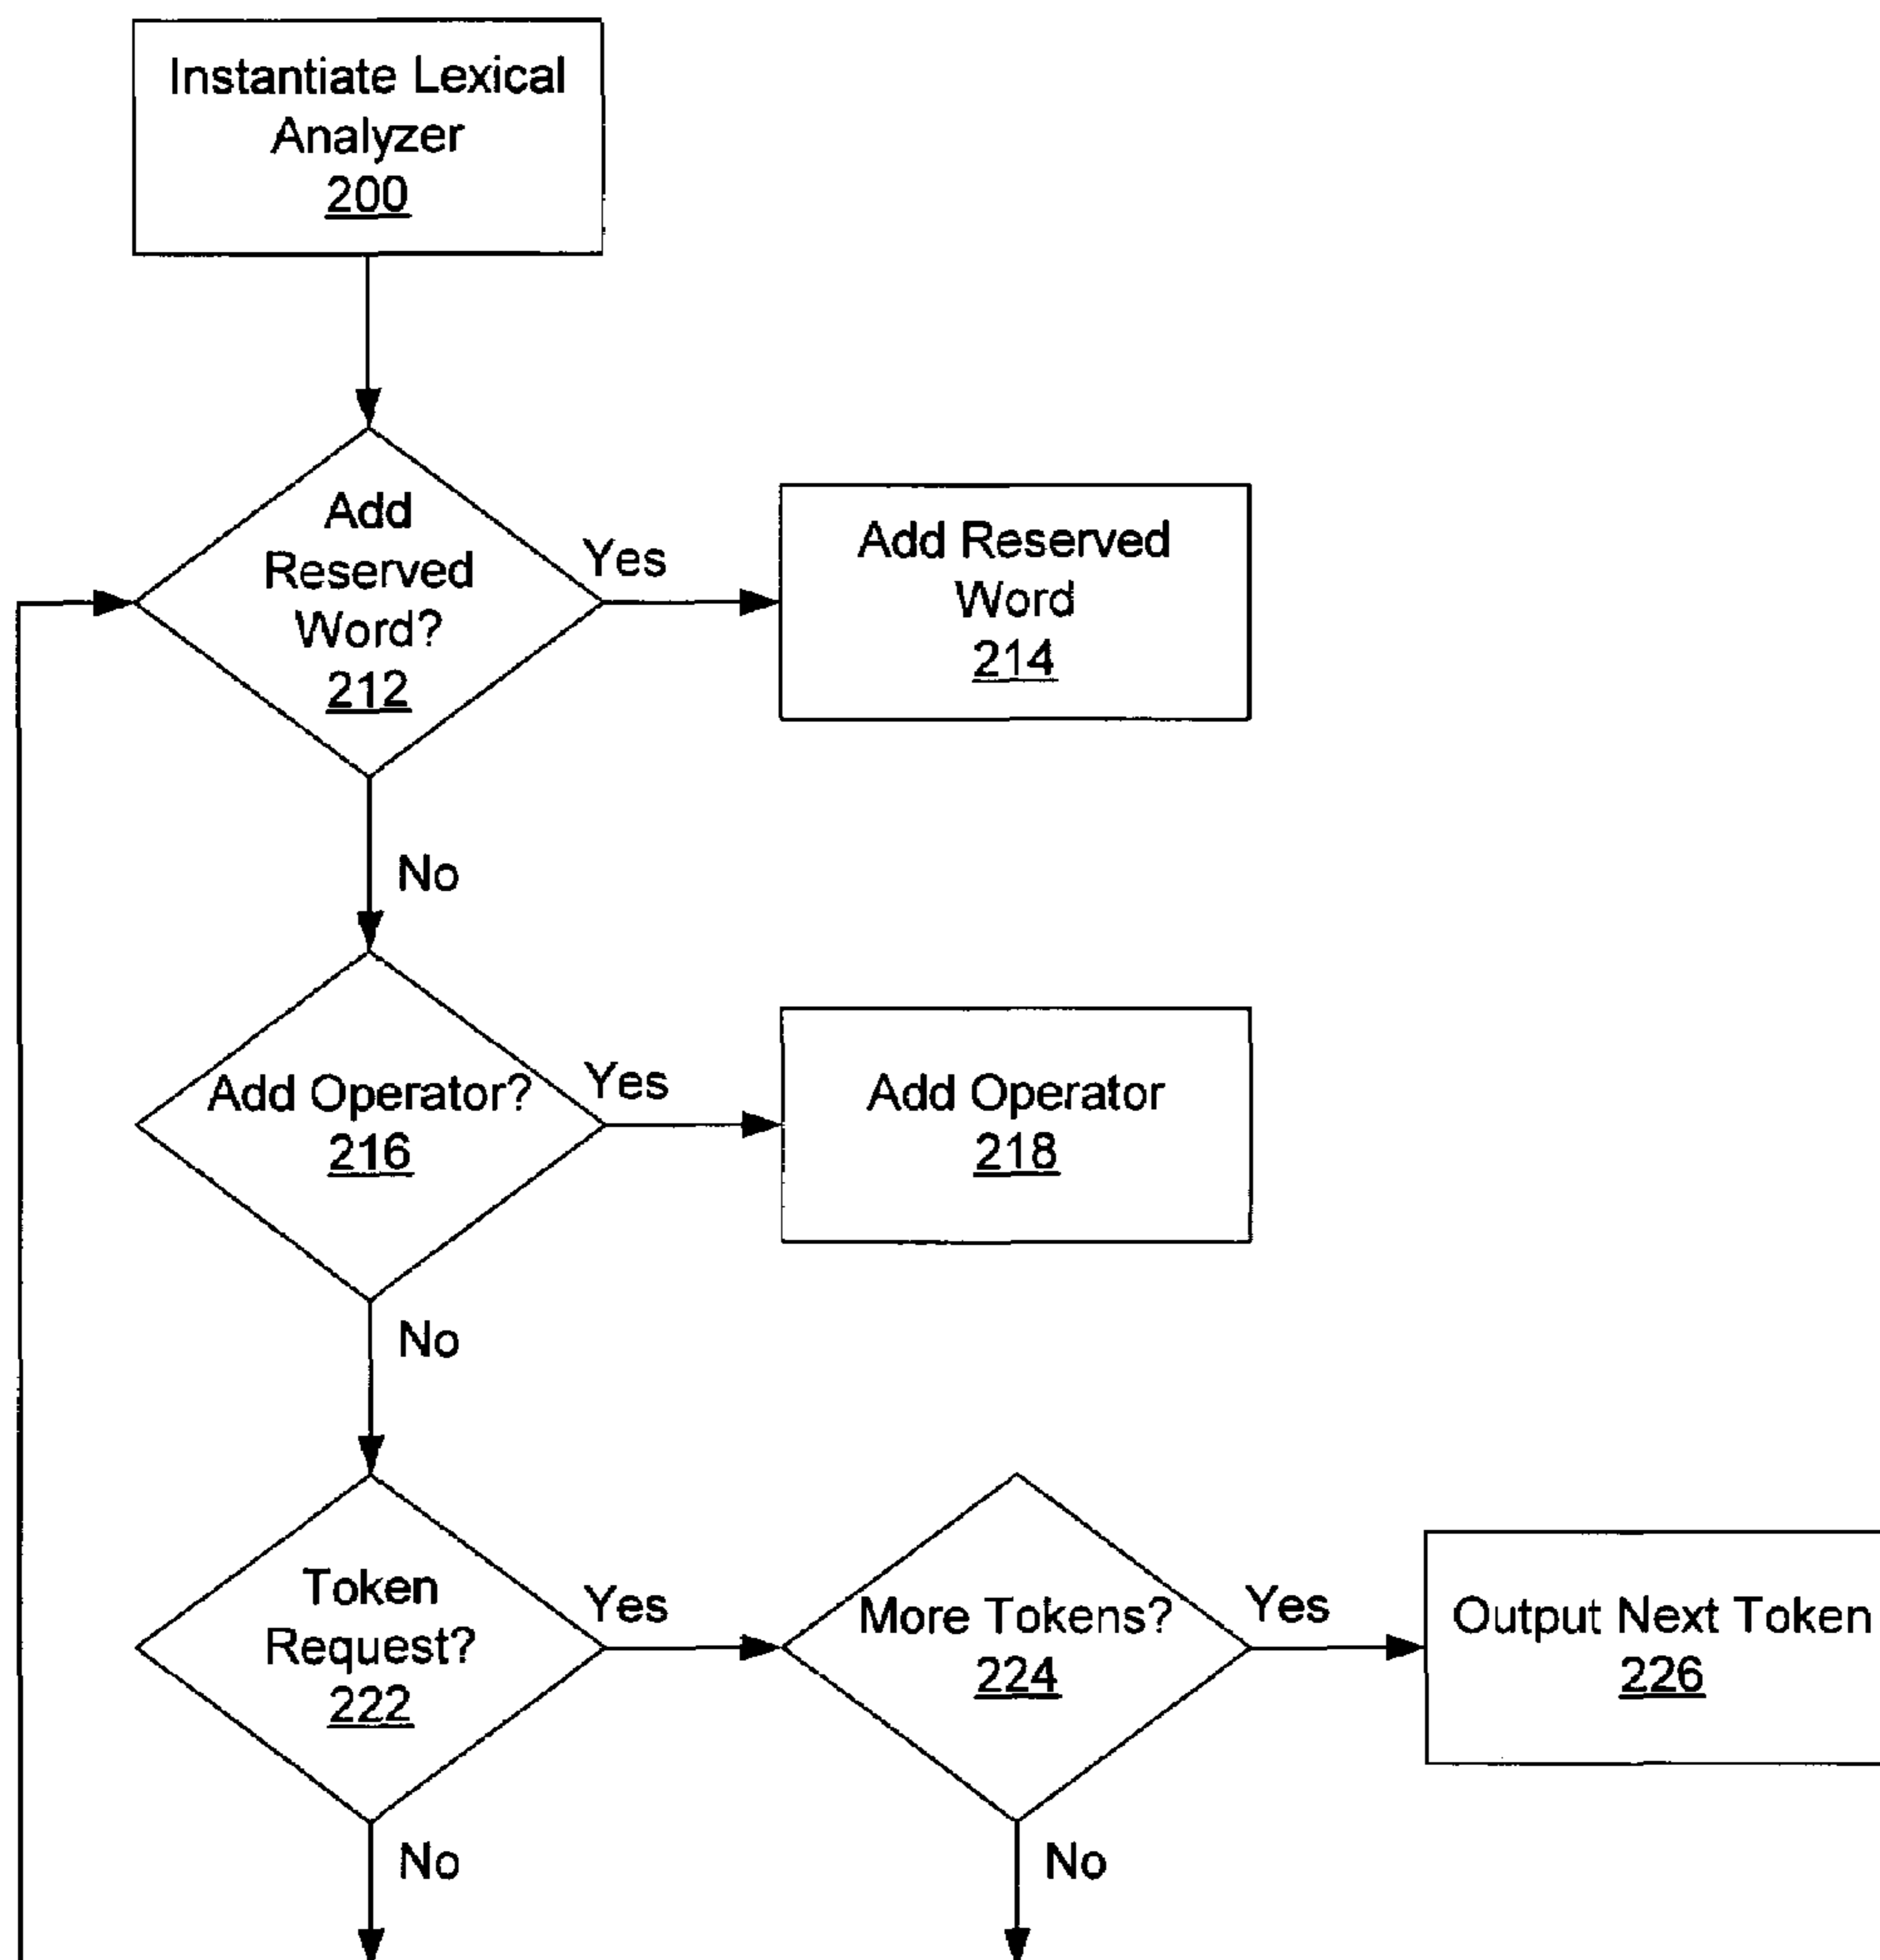 Instantiate Lexical
Analyzer
200
Add
Reserved
Word?
212
Yes
Add Reserved
Word
214
No
Add Operator?
216
Yes
Add Operator
218
No
Token
Request?
222
Yes
More Tokens?
224
Yes
Output Next Token
226
No
No